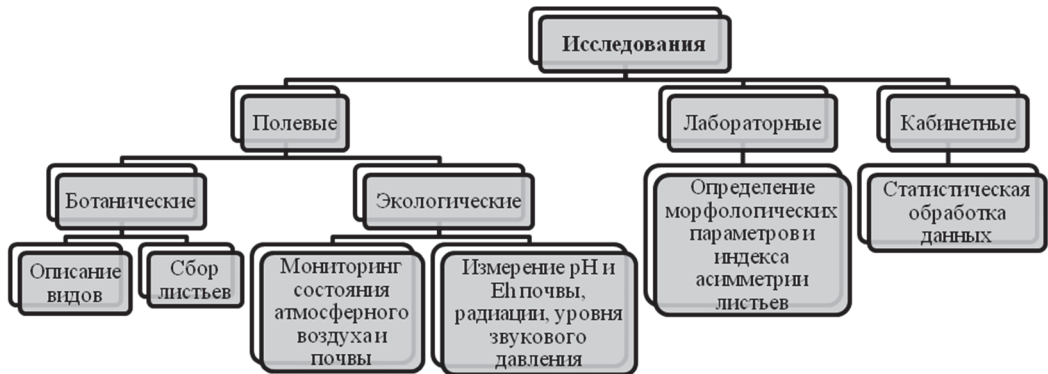 Исследования
Полевые
Лабораторные
Кабинетные
Ботанические
Экологические
Определение
морфологических
параметров и
индекса
асимметрии
листьев
Статистическая
обработка
данных
Описание
видов
Сбор
листьев
Мониторинг
состояния
атмосферного
воздуха и
почвы
Измерение pH и
Eh почвы,
радиации, уровня
звукового
давления